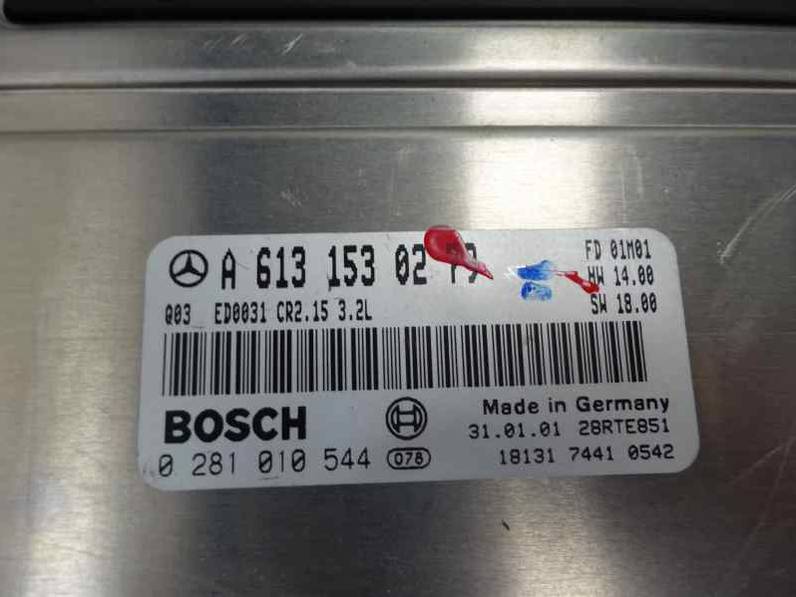 A 613 153 02 79
FD 01M01
HW 14.00
Q03 ED0031 CR2.15 3.2L
SW 18.00
BOSCH
Made in Germany
31.01.01 28RTE851
0 281 010 544 078
18131 7441 0542